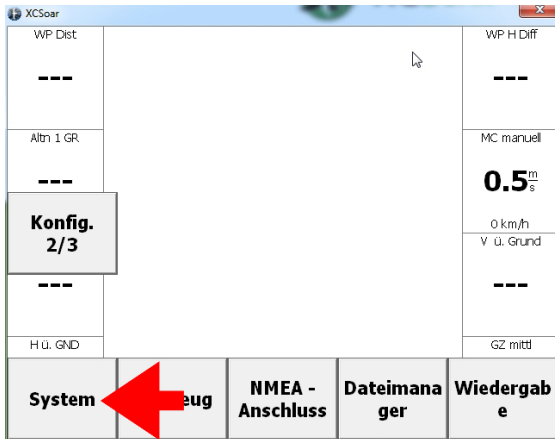 XCSoar
WP Dist
---
WP H Diff
---
Altn 1 GR
---
MC manuell
0.5 m/s
0 km/h
Konfig.
2/3
V ü. Grund
---
---
H ü. GND
GZ mittl
System
eug
NMEA -
Anschluss
Dateimana
ger
Wiedergab
e